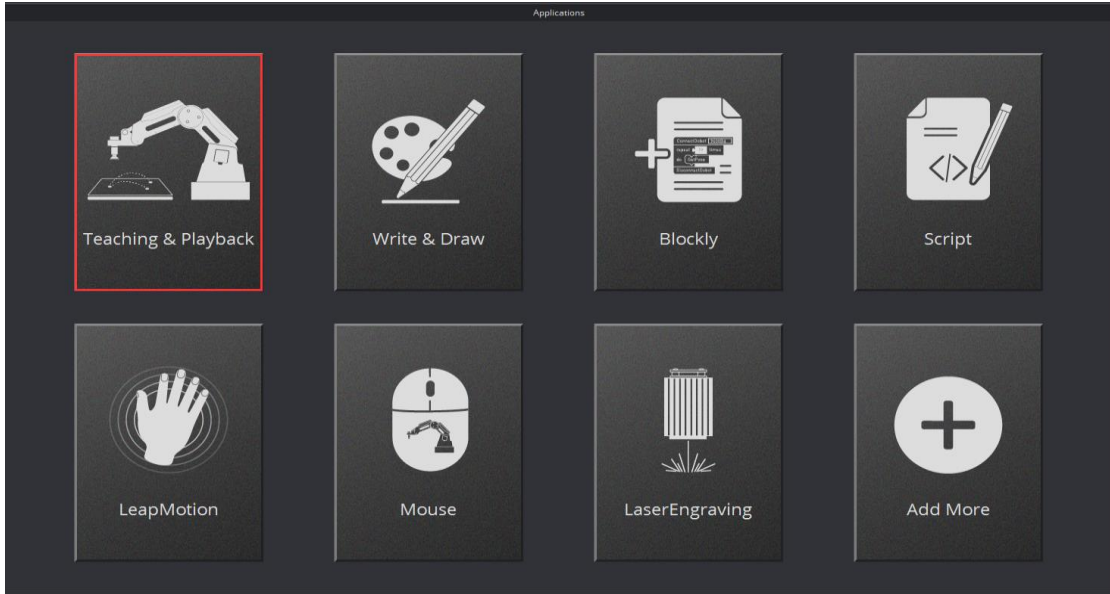 Applications
Teaching & Playback
Write & Draw
Blockly
Script
LeapMotion
Mouse
LaserEngraving
Add More